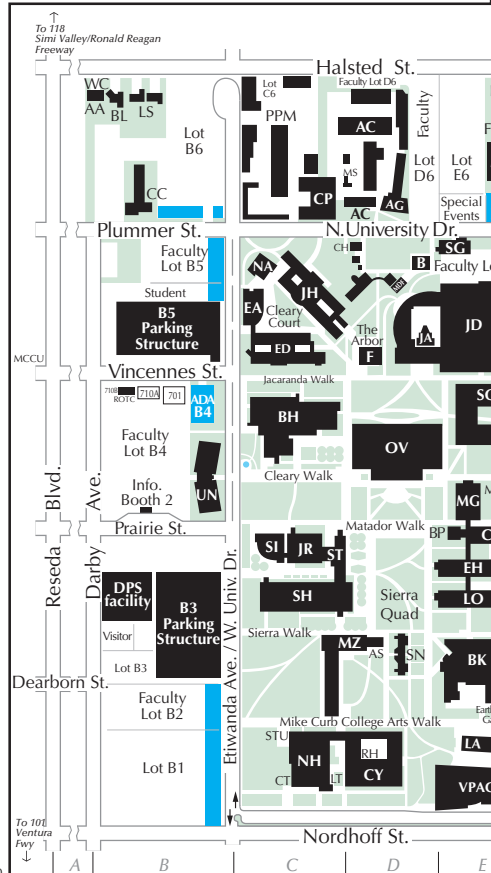 To 118
Simi Valley/Ronald Reagan
Freeway
Halsted St.
WC
AA
BL
LS
Lot
B6
CC
Lot
C6
PPM
Faculty Lot D6
AC
MS
CP
AC
AG
Faculty
Lot
D6
Lot
E6
Special
Events
Plummer St.
N.University Dr.
Faculty
Lot B5
Student
B5
Parking
Structure
NA
JH
EA
Cleary
Court
ED
CH
MDJ
B
SG
Faculty Lo
The
Arbor
F
JA
JD
MCCU
Vincennes St.
Jacaranda Walk
710B
ROTC
710A
701
ADA
B4
Faculty
Lot B4
UN
Info.
Booth 2
BH
OV
SQ
Cleary Walk
MG
Prairie St.
Matador Walk
BP
SI
JR
ST
EH
SH
LO
Sierra
Quad
DPS
facility
B3
Parking
Structure
Visitor
Lot B3
Sierra Walk
MZ
AS
SN
BK
Reseda Blvd.
Darby Ave.
Etiwanda Ave. / W. Univ. Dr.
Dearborn St.
Faculty
Lot B2
Lot B1
Mike Curb College Arts Walk
STU
NH
RH
CT
LT
CY
LA
VPAC
To 101
Ventura
Fwy
Nordhoff St.
A
B
C
D
E